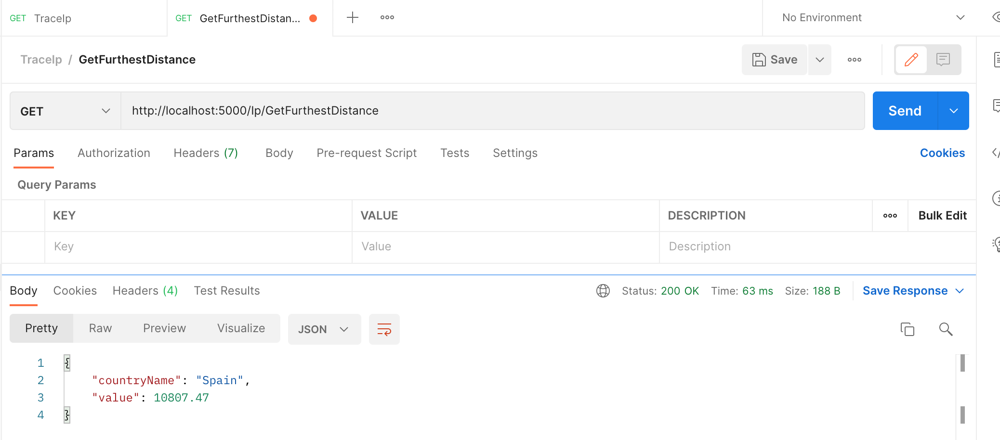 GET TraceIp GET GetFurthestDistan... No Environment
TraceIp / GetFurthestDistance Save
GET http://localhost:5000/Ip/GetFurthestDistance Send
Params Authorization Headers (7) Body Pre-request Script Tests Settings Cookies
Query Params
KEY VALUE DESCRIPTION Bulk Edit
Key Value Description
Body Cookies Headers (4) Test Results Status: 200 OK Time: 63 ms Size: 188 B Save Response
Pretty Raw Preview Visualize JSON
1 {
2 "countryName": "Spain",
3 "value": 10807.47
4 }